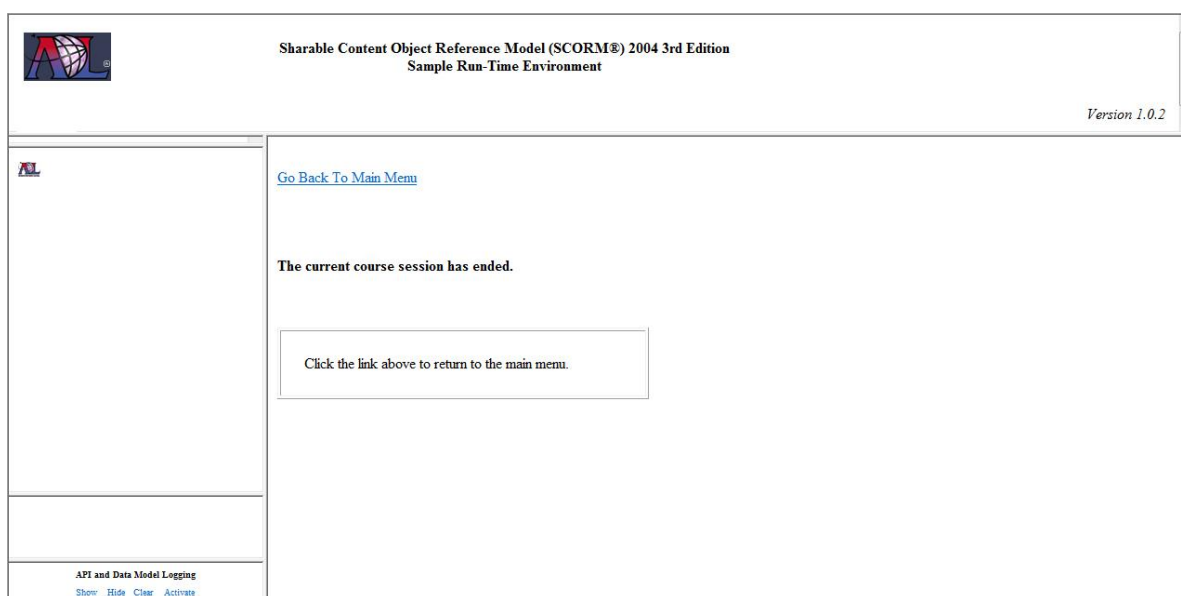 ADL
Sharable Content Object Reference Model (SCORM®) 2004 3rd Edition
Sample Run-Time Environment
Version 1.0.2
ADL
Go Back To Main Menu
The current course session has ended.
Click the link above to return to the main menu.
API and Data Model Logging
Show Hide Clear Activate